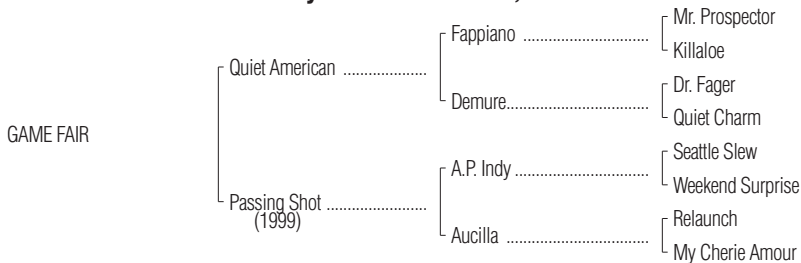 Mr. Prospector
Fappiano ................................
Killaloe
Quiet American .....................
Dr. Fager
Demure....................................
Quiet Charm
GAME FAIR
Seattle Slew
A.P. Indy ..................................
Weekend Surprise
Passing Shot .........................
(1999)
Relaunch
Aucilla ....................................
My Cherie Amour